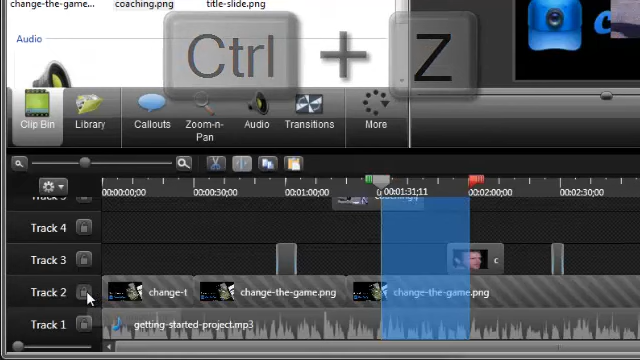 change-the-game....
coaching.png
title-slide.png
Audio
Ctrl + Z
Clip Bin
Library
Callouts
Zoom-n-Pan
Audio
Transitions
More
00:00:00;00
00:00:30;00
00:01:00;00
00:01:31;11
00:02:00;00
00:02:30;00
Track 4
Track 3
c
Track 2
change-t
change-the-game.png
change-the-game.png
Track 1
getting-started-project.mp3